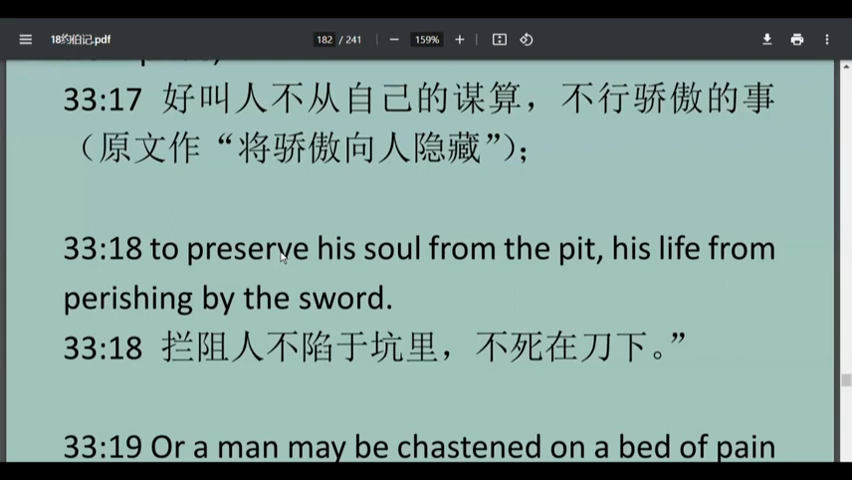 18约伯记.pdf
182 / 241
159%
33:17 好叫人不从自己的谋算，不行骄傲的事
（原文作“将骄傲向人隐藏”）；
33:18 to preserve his soul from the pit, his life from
perishing by the sword.
33:18 拦阻人不陷于坑里，不死在刀下。”
33:19 Or a man may be chastened on a bed of pain